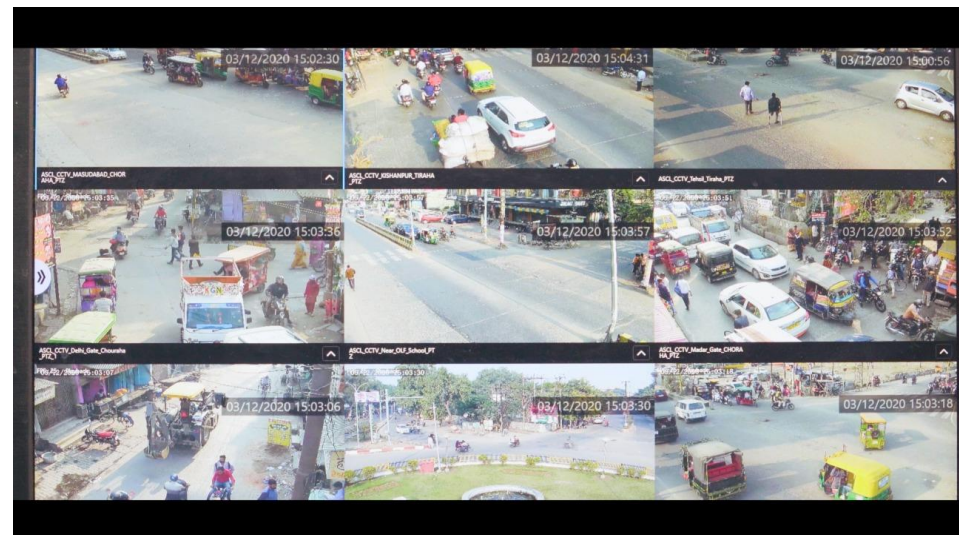 03/12/2020 15:02:30
03/12/2020 15:04:31
03/12/2020 15:00:56
ASCL_CCTV_MASUDABAD_CHOR
AHA_PTZ
ASCL_CCTV_KISHANPUR_TIRAHA
_PTZ
ASCL_CCTV_Tehsil_Tiraha_PTZ
03/12/2020 15:03:36
03/12/2020 15:03:57
03/12/2020 15:03:52
ASCL_CCTV_Delhi_Gate_Chouraha
_PTZ_1
ASCL_CCTV_Near_OLF_School_PT
Z
ASCL_CCTV_Madar_Gate_CHORA
HA_PTZ
03/12/2020 15:03:06
03/12/2020 15:03:30
03/12/2020 15:03:18